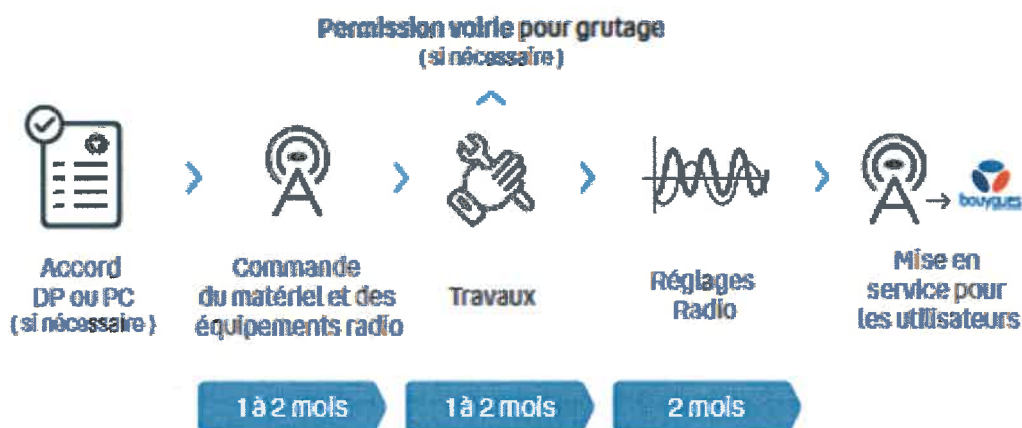 Permission voirie pour grutage
(si nécessaire)
Accord
DP ou PC
(si nécessaire)
Commande
du matériel et des
équipements radio
Travaux
Réglages
Radio
bouygues
Mise en
service pour
les utilisateurs
1 à 2 mois
1 à 2 mois
2 mois